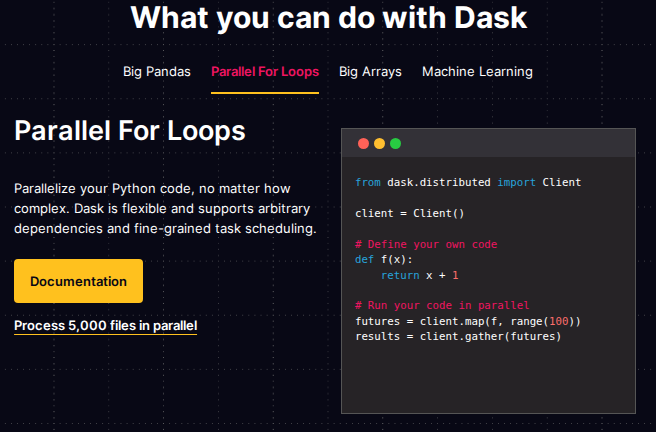 What you can do with Dask
Big Pandas
Parallel For Loops
Big Arrays
Machine Learning
Parallel For Loops
Parallelize your Python code, no matter how
complex. Dask is flexible and supports arbitrary
dependencies and fine-grained task scheduling.
Documentation
Process 5,000 files in parallel
from dask.distributed import Client
client = Client()
# Define your own code
def f(x):
    return x + 1
# Run your code in parallel
futures = client.map(f, range(100))
results = client.gather(futures)